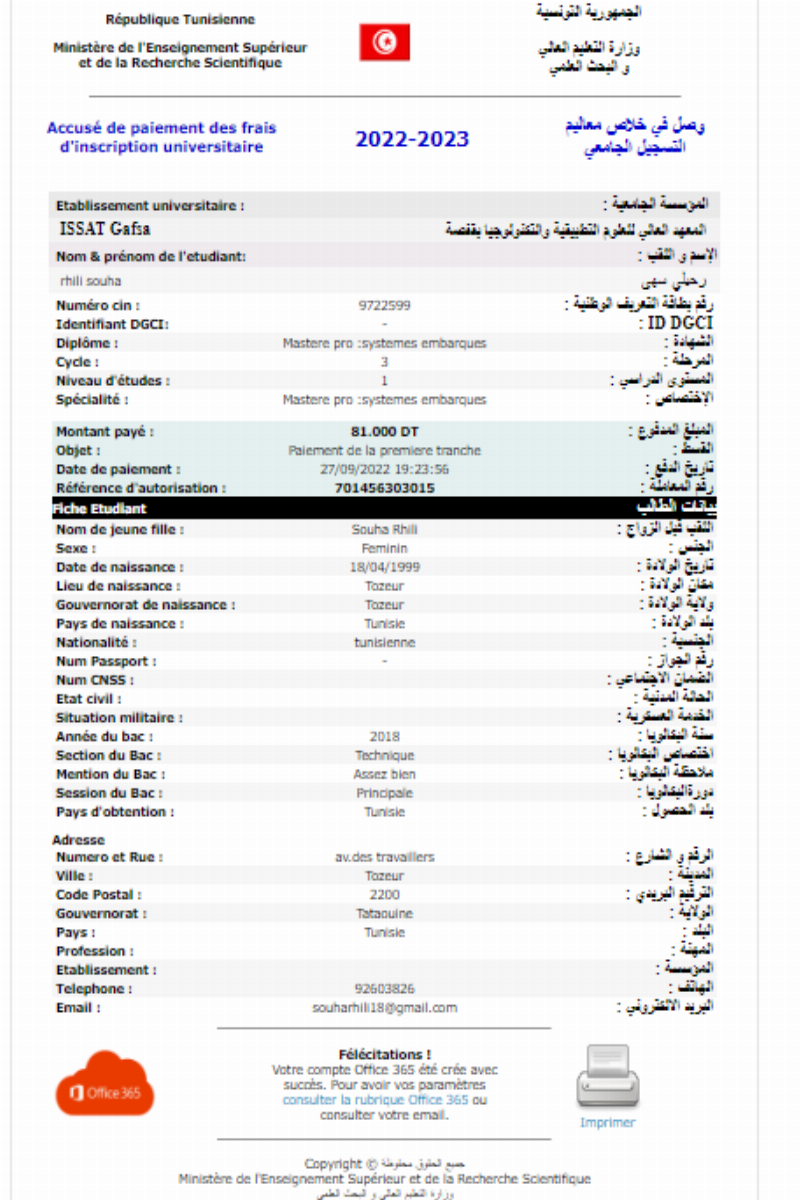 République Tunisienne
الجمهورية التونسية
Ministère de l'Enseignement Supérieur
et de la Recherche Scientifique
وزارة التعليم العالي
و البحث العلمي
Accusé de paiement des frais
d'inscription universitaire
2022-2023
وصل في خلاص معاليم
التسجيل الجامعي
Etablissement universitaire : المؤسسة الجامعية :
ISSAT Gafsa المعهد العالي للعلوم التطبيقية والتكنولوجيا بقفصة
Nom & prénom de l'etudiant: الإسم و اللقب :
rhili souha رحيلي سهى
Numéro cin : 9722599 رقم بطاقة التعريف الوطنية :
Identifiant DGCI: - ID DGCI :
Diplôme : Mastere pro :systemes embarques الشهادة :
Cycle : 3 المرحلة :
Niveau d'études : 1 المستوى الدراسي :
Spécialité : Mastere pro :systemes embarques الإختصاص :
Montant payé : 81.000 DT المبلغ المدفوع :
Objet : Paiement de la premiere tranche القسط :
Date de paiement : 27/09/2022 19:23:56 تاريخ الدفع :
Référence d'autorisation : 701456303015 رقم المعاملة :
Fiche Etudiant بيانات الطالب
Nom de jeune fille : Souha Rhili اللقب قبل الزواج :
Sexe : Feminin الجنس :
Date de naissance : 18/04/1999 تاريخ الولادة :
Lieu de naissance : Tozeur مكان الولادة :
Gouvernorat de naissance : Tozeur ولاية الولادة :
Pays de naissance : Tunisie بلد الولادة :
Nationalité : tunisienne الجنسية :
Num Passport : - رقم الجواز :
Num CNSS : الضمان الاجتماعي :
Etat civil : الحالة المدنية :
Situation militaire : الخدمة العسكرية :
Année du bac : 2018 سنة البكالوريا :
Section du Bac : Technique اختصاص البكالوريا :
Mention du Bac : Assez bien ملاحظة البكالوريا :
Session du Bac : Principale دورةالبكالوريا :
Pays d'obtention : Tunisie بلد الحصول :
Adresse
Numero et Rue : av.des travaillers الرقم و الشارع :
Ville : Tozeur المدينة :
Code Postal : 2200 الترقيم البريدي :
Gouvernorat : Tataouine الولاية :
Pays : Tunisie البلد :
Profession : المهنة :
Etablissement : المؤسسة :
Telephone : 92603826 الهاتف :
Email : souharhili18@gmail.com البريد الالكتروني :
Office 365
Félécitations !
Votre compte Office 365 été crée avec
succès. Pour avoir vos paramètres
consulter la rubrique Office 365 ou
consulter votre email.
Imprimer
Copyright © جميع الحقوق محفوظة
Ministère de l'Enseignement Supérieur et de la Recherche Scientifique
وزارة التعليم العالي و البحث العلمي